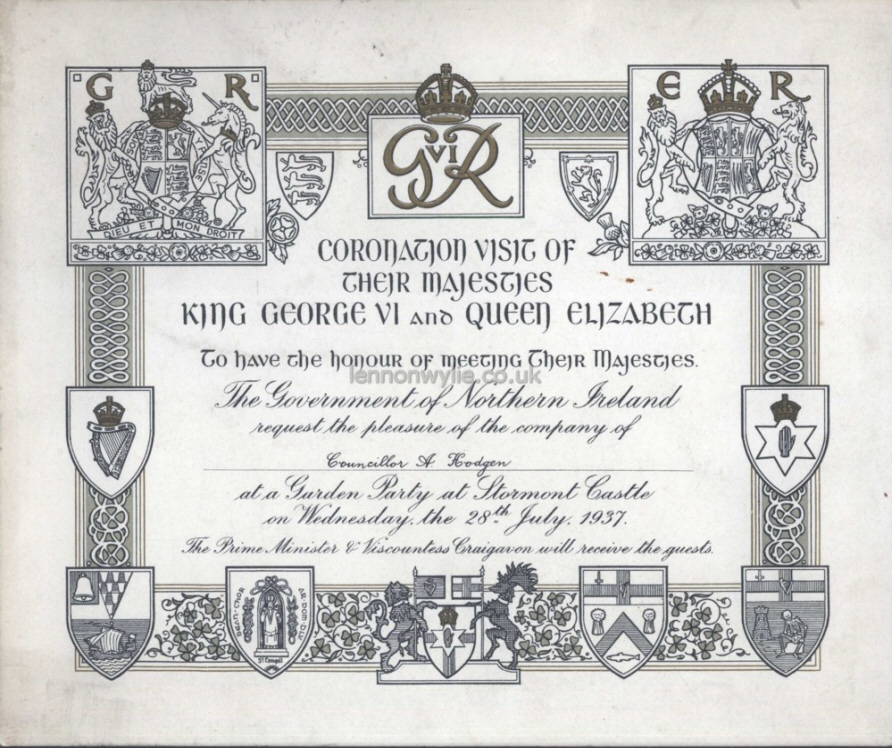 G R
E R
GVIR
DIEU ET MON DROIT
CORONATION VISIT OF
THEIR MAJESTIES
KING GEORGE VI AND QUEEN ELIZABETH
To have the honour of meeting Their Majesties.
lennonwylie.co.uk
The Government of Northern Ireland
request the pleasure of the company of
Councillor A. Hodgen
at a Garden Party at Stormont Castle
on Wednesday, the 28th July, 1937.
The Prime Minister & Viscountess Craigavon will receive the guests.
St Comgall